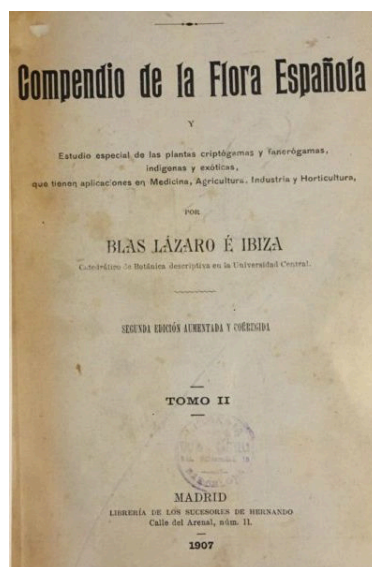 Compendio de la Flora Española
Y
Estudio especial de las plantas criptógamas y fanerógamas,
indígenas y exóticas,
que tienen aplicaciones en Medicina, Agricultura, Industria y Horticultura,
POR
BLAS LÁZARO É IBIZA
Catedrático de Botánica descriptiva en la Universidad Central.
SEGUNDA EDICIÓN AUMENTADA Y CORREGIDA
TOMO II
MADRID
LIBRERÍA DE LOS SUCESORES DE HERNANDO
Calle del Arenal, núm. 11.
1907